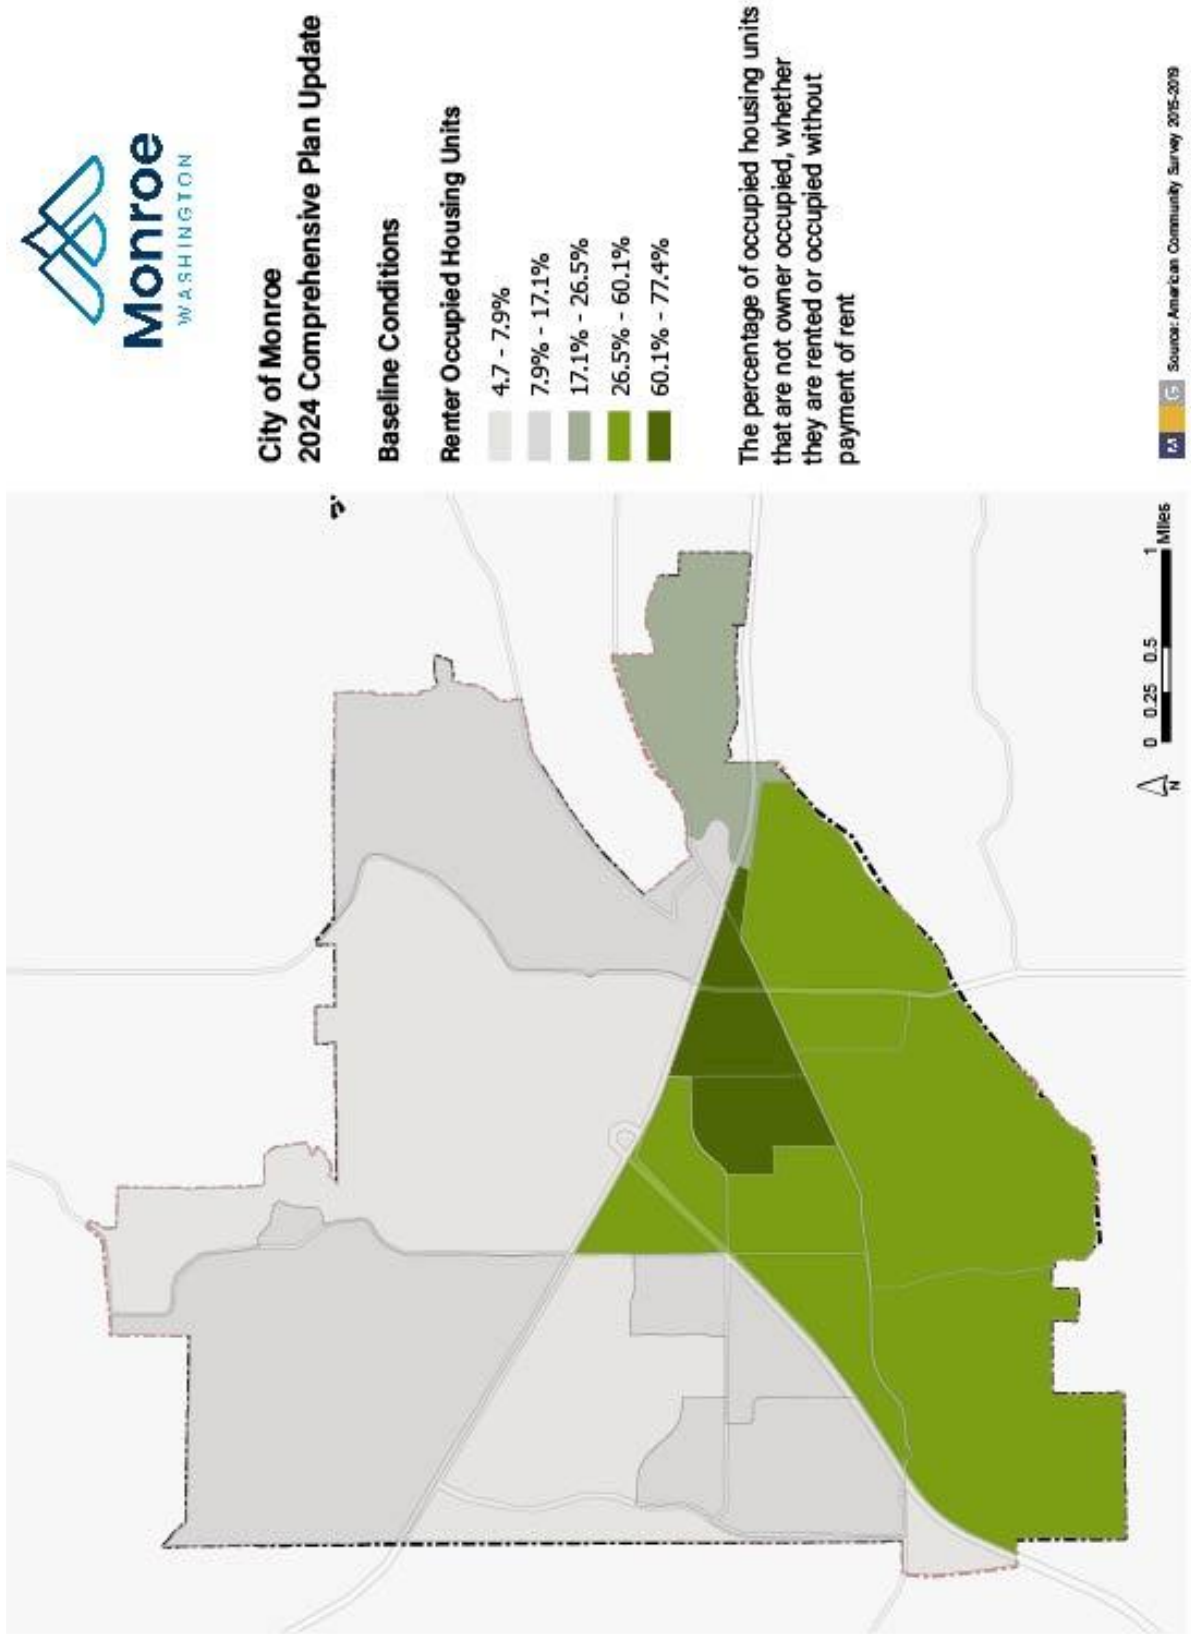 Monroe
WASHINGTON
City of Monroe
2024 Comprehensive Plan Update
Baseline Conditions
Renter Occupied Housing Units
4.7 - 7.9%
7.9% - 17.1%
17.1% - 26.5%
26.5% - 60.1%
60.1% - 77.4%
The percentage of occupied housing units
that are not owner occupied, whether
they are rented or occupied without
payment of rent
M G Source: American Community Survey 2015-2019
N
0 0.25 0.5 1
Miles